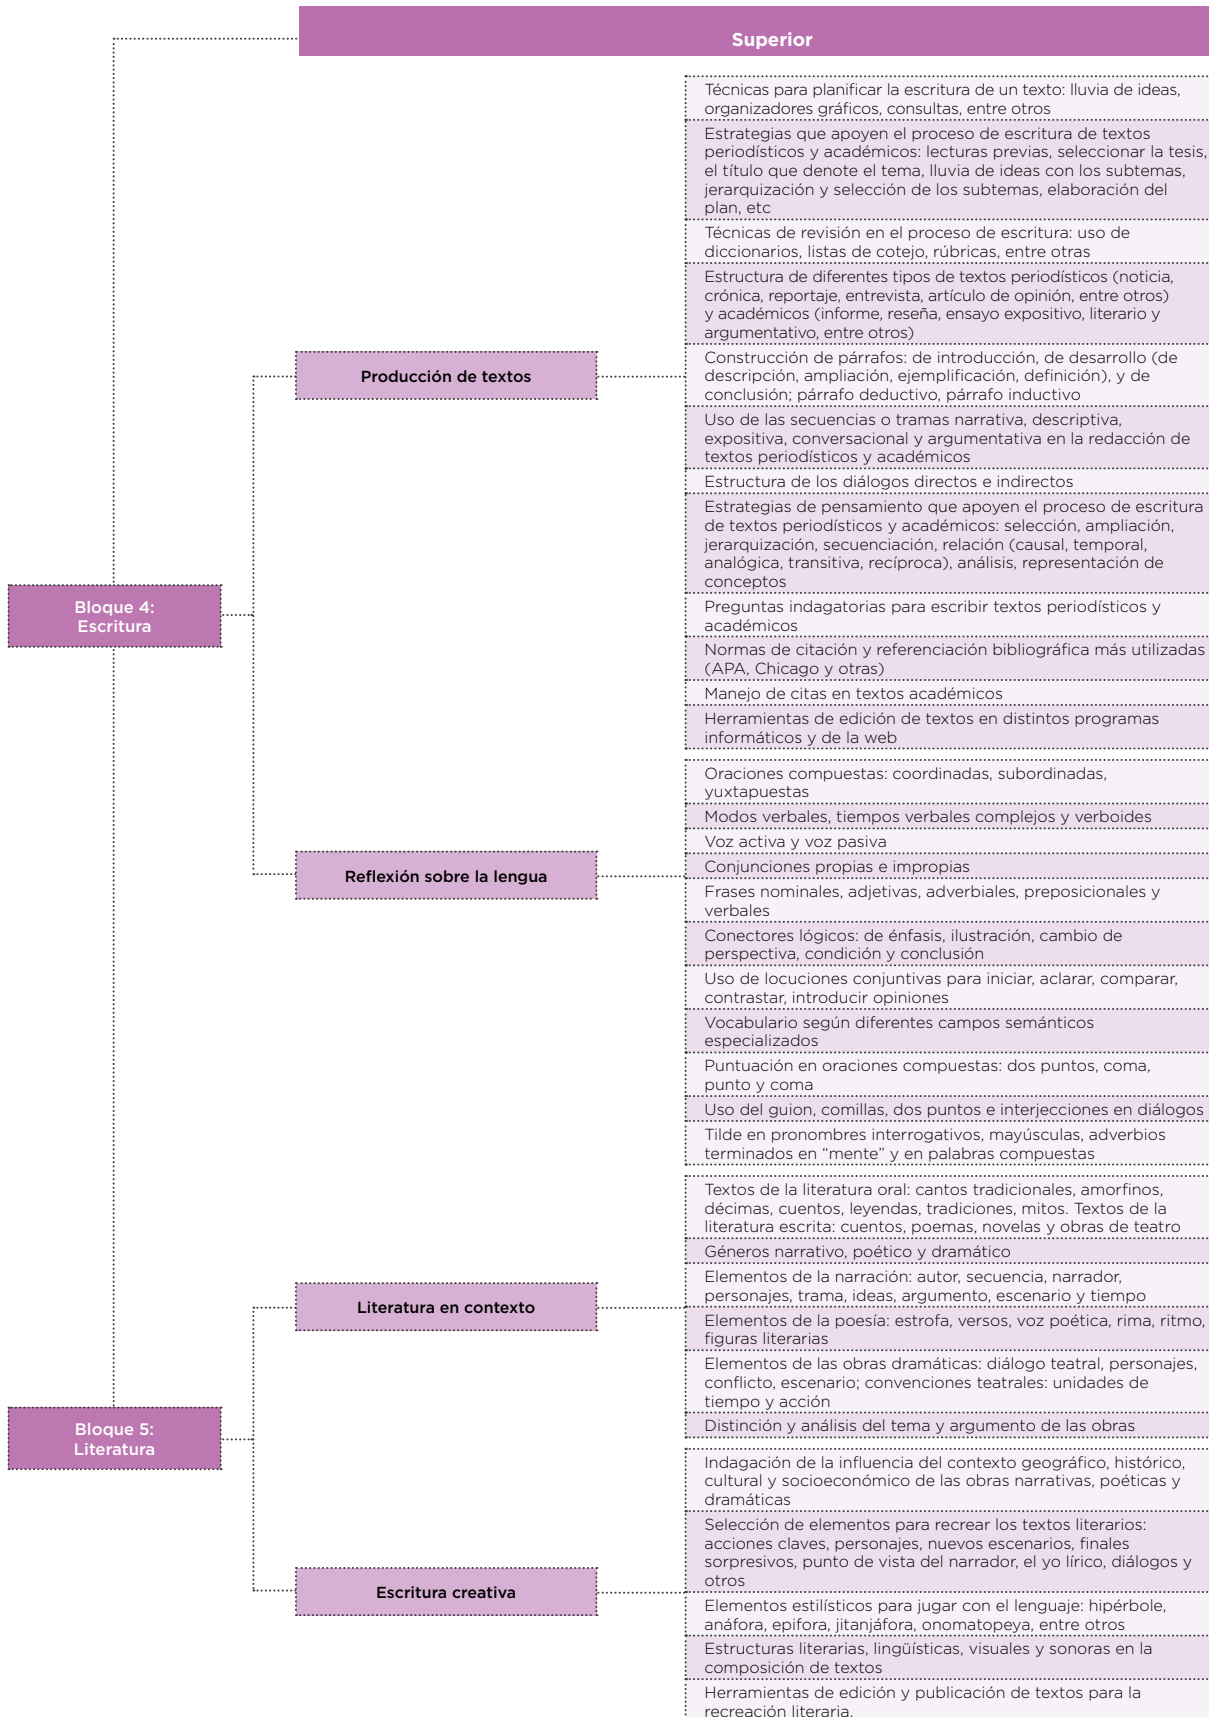 Superior
Bloque 4:
Escritura
Producción de textos
Técnicas para planificar la escritura de un texto: lluvia de ideas,
organizadores gráficos, consultas, entre otros
Estrategias que apoyen el proceso de escritura de textos
periodísticos y académicos: lecturas previas, seleccionar la tesis,
el título que denote el tema, lluvia de ideas con los subtemas,
jerarquización y selección de los subtemas, elaboración del
plan, etc
Técnicas de revisión en el proceso de escritura: uso de
diccionarios, listas de cotejo, rúbricas, entre otras
Estructura de diferentes tipos de textos periodísticos (noticia,
crónica, reportaje, entrevista, artículo de opinión, entre otros)
y académicos (informe, reseña, ensayo expositivo, literario y
argumentativo, entre otros)
Construcción de párrafos: de introducción, de desarrollo (de
descripción, ampliación, ejemplificación, definición), y de
conclusión; párrafo deductivo, párrafo inductivo
Uso de las secuencias o tramas narrativa, descriptiva,
expositiva, conversacional y argumentativa en la redacción de
textos periodísticos y académicos
Estructura de los diálogos directos e indirectos
Estrategias de pensamiento que apoyen el proceso de escritura
de textos periodísticos y académicos: selección, ampliación,
jerarquización, secuenciación, relación (causal, temporal,
analógica, transitiva, recíproca), análisis, representación de
conceptos
Preguntas indagatorias para escribir textos periodísticos y
académicos
Normas de citación y referenciación bibliográfica más utilizadas
(APA, Chicago y otras)
Manejo de citas en textos académicos
Herramientas de edición de textos en distintos programas
informáticos y de la web
Reflexión sobre la lengua
Oraciones compuestas: coordinadas, subordinadas,
yuxtapuestas
Modos verbales, tiempos verbales complejos y verboides
Voz activa y voz pasiva
Conjunciones propias e impropias
Frases nominales, adjetivas, adverbiales, preposicionales y
verbales
Conectores lógicos: de énfasis, ilustración, cambio de
perspectiva, condición y conclusión
Uso de locuciones conjuntivas para iniciar, aclarar, comparar,
contrastar, introducir opiniones
Vocabulario según diferentes campos semánticos
especializados
Puntuación en oraciones compuestas: dos puntos, coma,
punto y coma
Uso del guion, comillas, dos puntos e interjecciones en diálogos
Tilde en pronombres interrogativos, mayúsculas, adverbios
terminados en “mente” y en palabras compuestas
Bloque 5:
Literatura
Literatura en contexto
Textos de la literatura oral: cantos tradicionales, amorfinos,
décimas, cuentos, leyendas, tradiciones, mitos. Textos de la
literatura escrita: cuentos, poemas, novelas y obras de teatro
Géneros narrativo, poético y dramático
Elementos de la narración: autor, secuencia, narrador,
personajes, trama, ideas, argumento, escenario y tiempo
Elementos de la poesía: estrofa, versos, voz poética, rima, ritmo,
figuras literarias
Elementos de las obras dramáticas: diálogo teatral, personajes,
conflicto, escenario; convenciones teatrales: unidades de
tiempo y acción
Distinción y análisis del tema y argumento de las obras
Escritura creativa
Indagación de la influencia del contexto geográfico, histórico,
cultural y socioeconómico de las obras narrativas, poéticas y
dramáticas
Selección de elementos para recrear los textos literarios:
acciones claves, personajes, nuevos escenarios, finales
sorpresivos, punto de vista del narrador, el yo lírico, diálogos y
otros
Elementos estilísticos para jugar con el lenguaje: hipérbole,
anáfora, epifora, jitanjáfora, onomatopeya, entre otros
Estructuras literarias, lingüísticas, visuales y sonoras en la
composición de textos
Herramientas de edición y publicación de textos para la
recreación literaria.